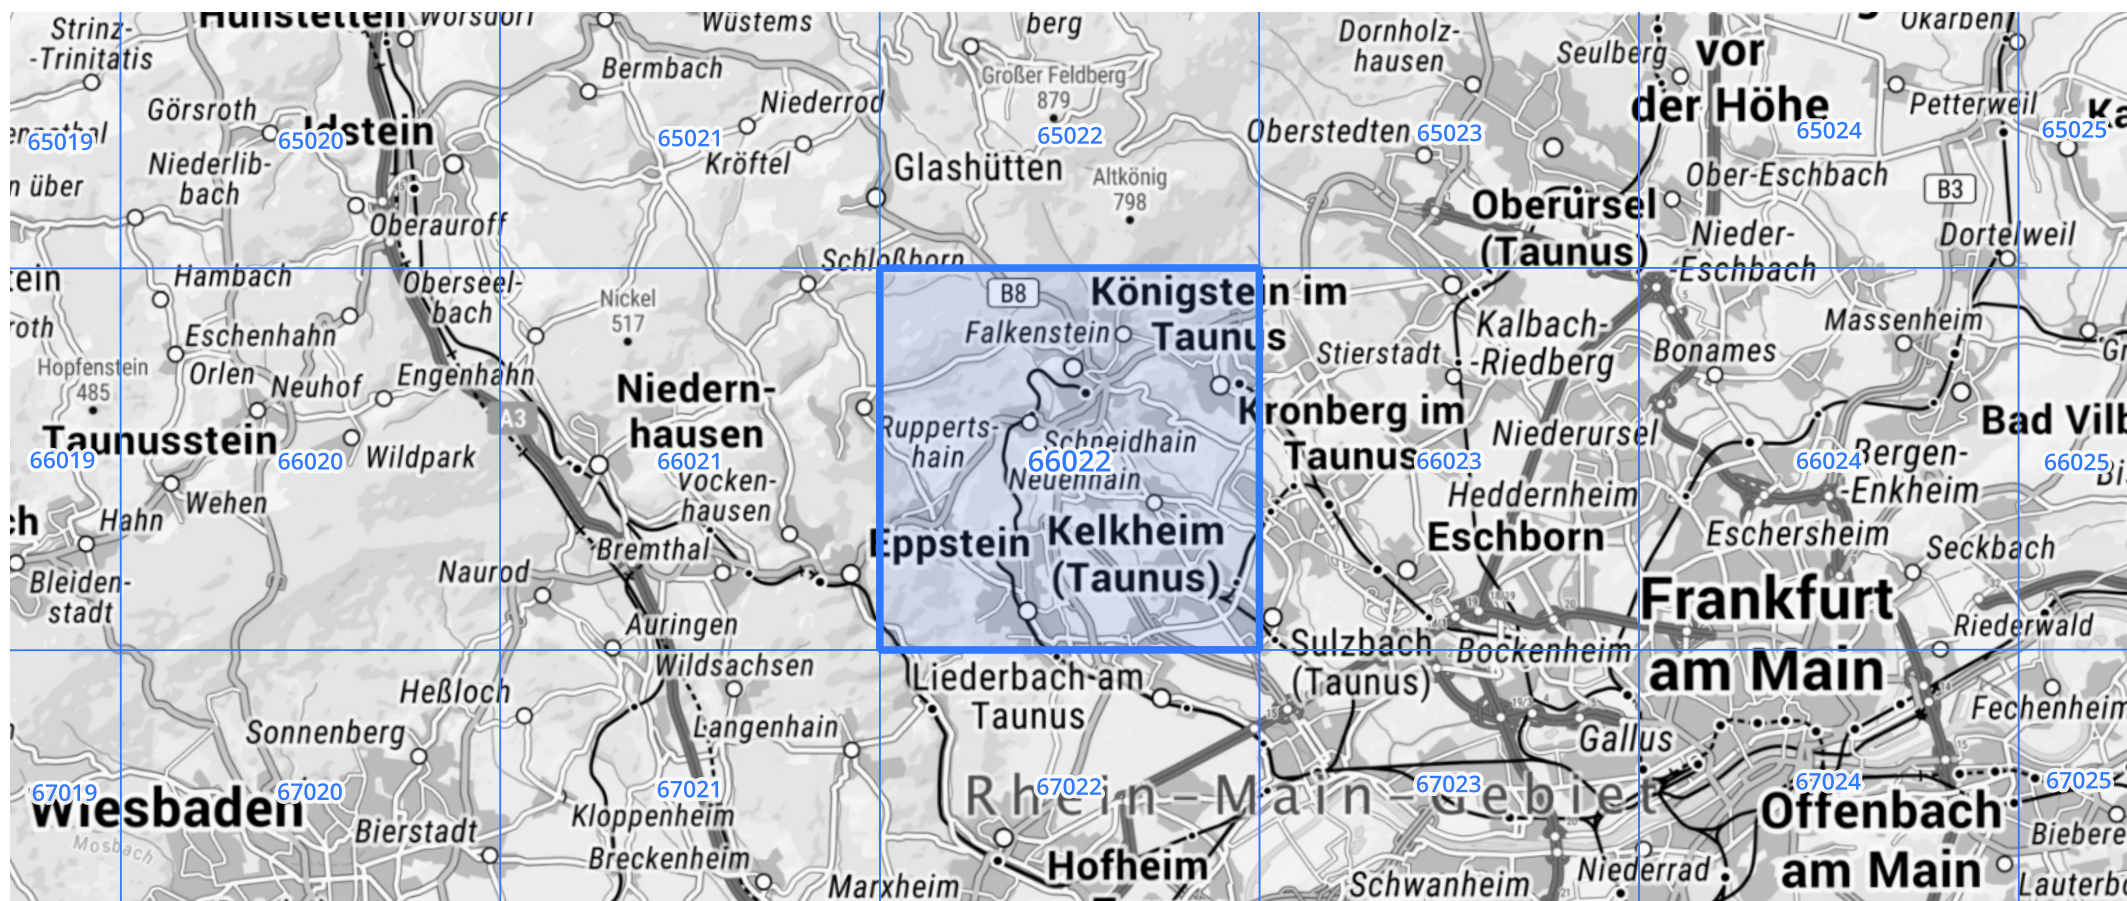 Hünstetten
Wörsdorf
Wüstems
berg
Dornholz-
hausen
Seulberg
vor
der Höhe
Okarben
Strinz-
-Trinitatis
Bermbach
Großer Feldberg
879
Görsroth
Niederrod
Petterweil
Idstein
65019
65020
65021
65022
Oberstedten
65023
65024
65025
Niederlib-
bach
Kröftel
Glashütten
Altkönig
798
Ober-Eschbach
B3
n über
Oberauroff
Oberursel
(Taunus)
Nieder-
-Eschbach
Dortelweil
Schloßborn
Hambach
Oberseel-
bach
Nickel
517
B8
Königstein im
Taunus
Falkenstein
Eschenhahn
Kalbach-
-Riedberg
Massenheim
Stierstadt
Bonames
Hopfenstein
485
Orlen
Neuhof
Engenhahn
Niedern-
hausen
A3
Kronberg im
Taunus
Taunusstein
Wildpark
Rupperts-
hain
Schneidhain
Niederursel
Bad Vilb
66019
66020
66021
66022
66023
66024
66025
Bergen-
-Enkheim
Neuenhain
Vocken-
hausen
Heddernheim
Wehen
Hahn
Eppstein
Kelkheim
(Taunus)
Eschborn
Eschersheim
Seckbach
Bremthal
Naurod
Bleiden-
stadt
Frankfurt
am Main
Auringen
Sulzbach
(Taunus)
Bockenheim
Riederwald
Wildsachsen
Liederbach am
Taunus
Heßloch
Sonnenberg
Langenhain
Gallus
Fechenheim
67019
67020
67021
67022
67023
67024
67025
Wiesbaden
Rhein-Main-Gebiet
Kloppenheim
Offenbach
am Main
Bierstadt
Mosbach
Breckenheim
Marxheim
Hofheim
Schwanheim
Niederrad
Biebere
Lauterb